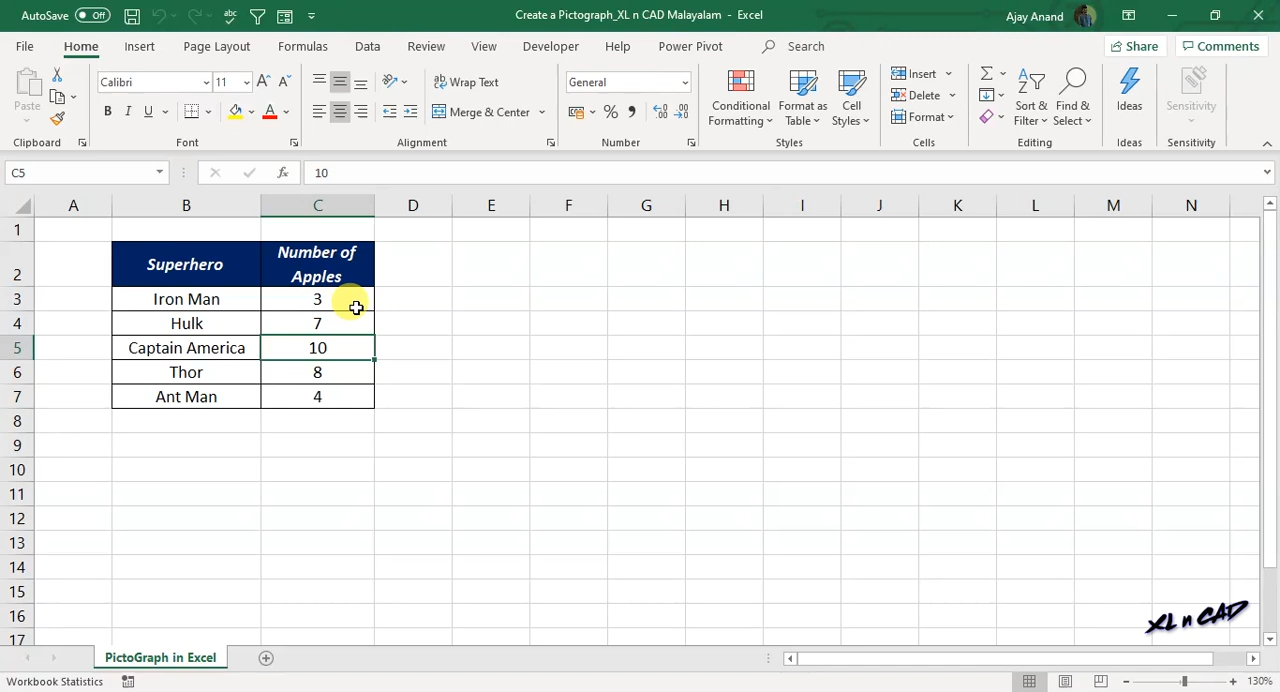 AutoSave Off Create a Pictograph_XL n CAD Malayalam - Excel Ajay Anand
File Home Insert Page Layout Formulas Data Review View Developer Help Power Pivot Search Share Comments
Paste
Calibri 11 A A
B I U A
Wrap Text
Merge & Center
General
% ,
Conditional Formatting
Format as Table
Cell Styles
Insert
Delete
Format
Sort & Filter
Find & Select
Ideas
Sensitivity
Clipboard Font Alignment Number Styles Cells Editing Ideas Sensitivity
C5 fx 10
A B C D E F G H I J K L M N
1
2 Superhero Number of Apples
3 Iron Man 3
4 Hulk 7
5 Captain America 10
6 Thor 8
7 Ant Man 4
8
9
10
11
12
13
14
15
16
17
XL n CAD
PictoGraph in Excel
Workbook Statistics 130%